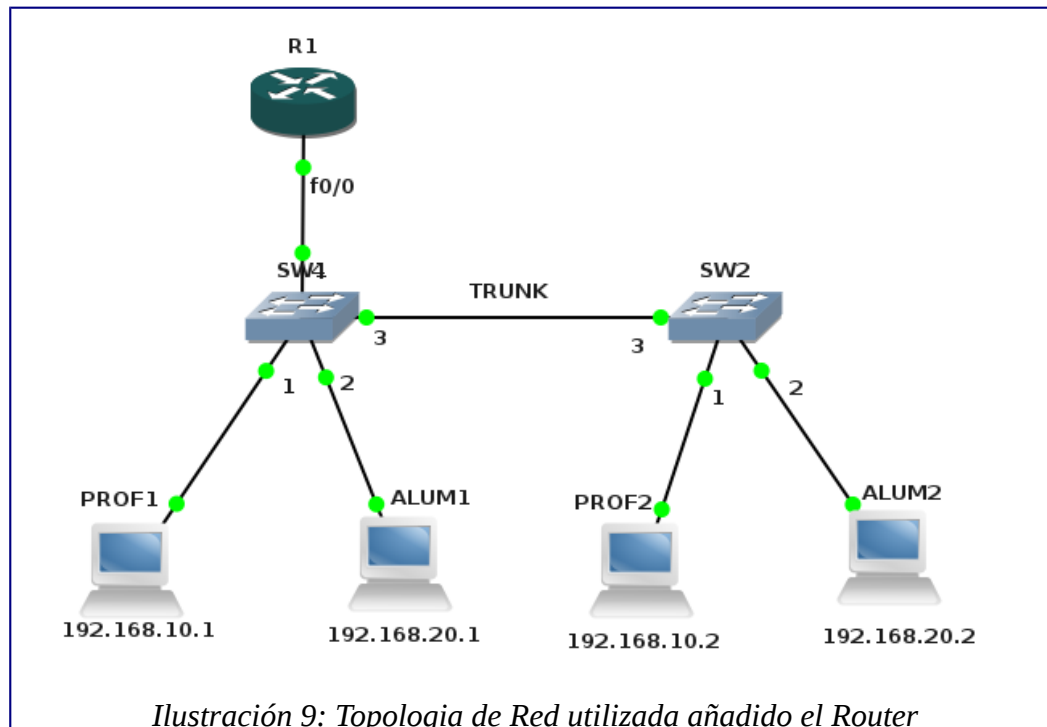 R1
f0/0
SW1
4
TRUNK
SW2
3
3
1
2
1
2
PROF1
ALUM1
PROF2
ALUM2
192.168.10.1
192.168.20.1
192.168.10.2
192.168.20.2
Ilustración 9: Topologia de Red utilizada añadido el Router